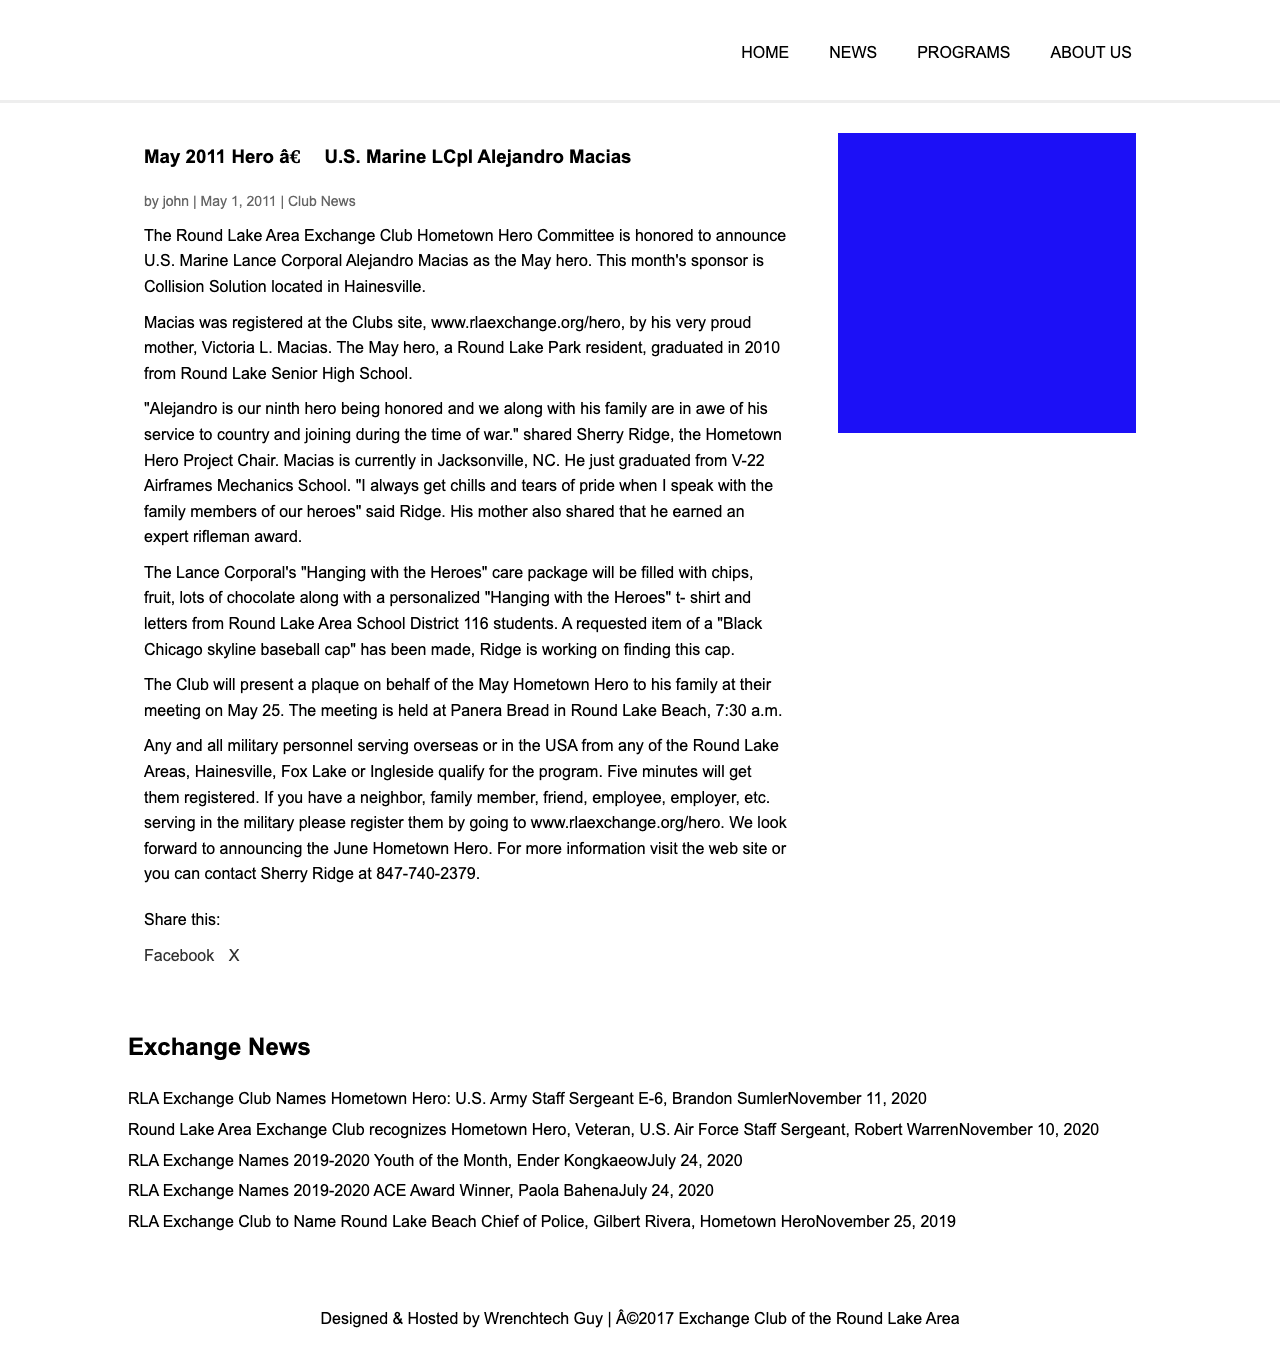 HOME NEWS PROGRAMS ABOUT US
May 2011 Hero â€ U.S. Marine LCpl Alejandro Macias
by john | May 1, 2011 | Club News
The Round Lake Area Exchange Club Hometown Hero Committee is honored to announce
U.S. Marine Lance Corporal Alejandro Macias as the May hero. This month's sponsor is
Collision Solution located in Hainesville.
Macias was registered at the Clubs site, www.rlaexchange.org/hero, by his very proud
mother, Victoria L. Macias. The May hero, a Round Lake Park resident, graduated in 2010
from Round Lake Senior High School.
"Alejandro is our ninth hero being honored and we along with his family are in awe of his
service to country and joining during the time of war." shared Sherry Ridge, the Hometown
Hero Project Chair. Macias is currently in Jacksonville, NC. He just graduated from V-22
Airframes Mechanics School. "I always get chills and tears of pride when I speak with the
family members of our heroes" said Ridge. His mother also shared that he earned an
expert rifleman award.
The Lance Corporal's "Hanging with the Heroes" care package will be filled with chips,
fruit, lots of chocolate along with a personalized "Hanging with the Heroes" t- shirt and
letters from Round Lake Area School District 116 students. A requested item of a "Black
Chicago skyline baseball cap" has been made, Ridge is working on finding this cap.
The Club will present a plaque on behalf of the May Hometown Hero to his family at their
meeting on May 25. The meeting is held at Panera Bread in Round Lake Beach, 7:30 a.m.
Any and all military personnel serving overseas or in the USA from any of the Round Lake
Areas, Hainesville, Fox Lake or Ingleside qualify for the program. Five minutes will get
them registered. If you have a neighbor, family member, friend, employee, employer, etc.
serving in the military please register them by going to www.rlaexchange.org/hero. We look
forward to announcing the June Hometown Hero. For more information visit the web site or
you can contact Sherry Ridge at 847-740-2379.
Share this:
Facebook X
Exchange News
RLA Exchange Club Names Hometown Hero: U.S. Army Staff Sergeant E-6, Brandon SumlerNovember 11, 2020
Round Lake Area Exchange Club recognizes Hometown Hero, Veteran, U.S. Air Force Staff Sergeant, Robert WarrenNovember 10, 2020
RLA Exchange Names 2019-2020 Youth of the Month, Ender KongkaeowJuly 24, 2020
RLA Exchange Names 2019-2020 ACE Award Winner, Paola BahenaJuly 24, 2020
RLA Exchange Club to Name Round Lake Beach Chief of Police, Gilbert Rivera, Hometown HeroNovember 25, 2019
Designed & Hosted by Wrenchtech Guy | Â©2017 Exchange Club of the Round Lake Area